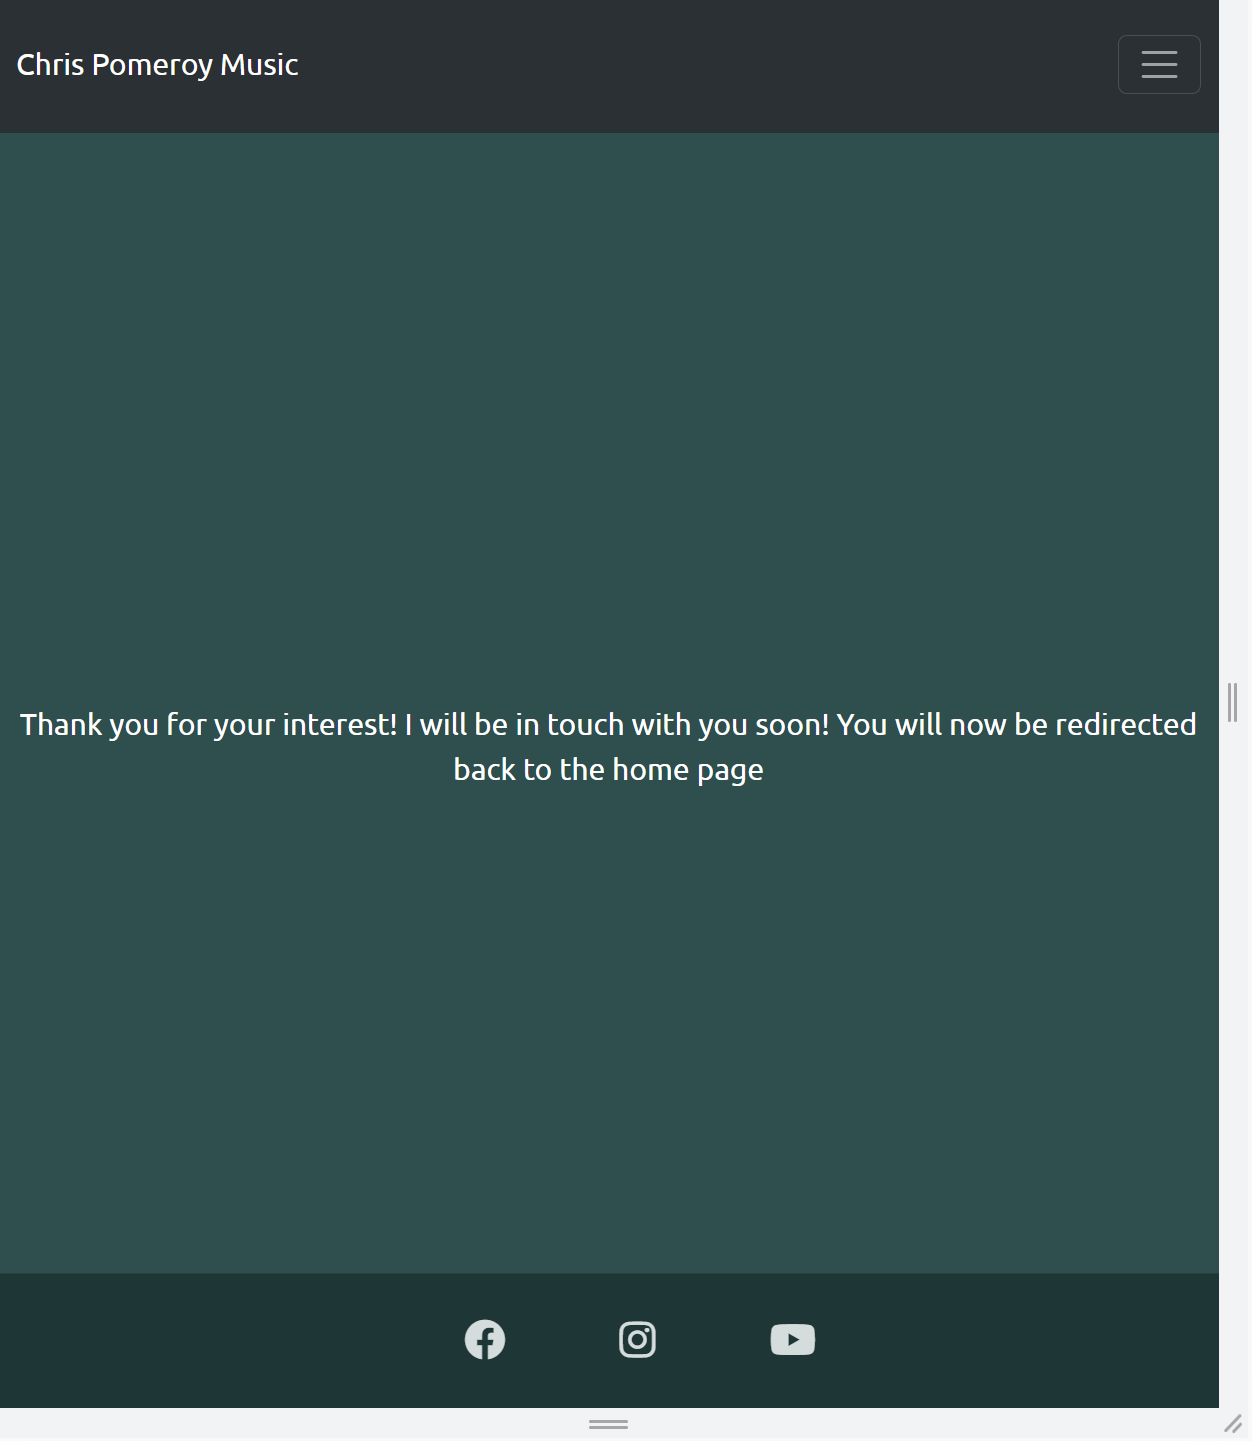 Chris Pomeroy Music
Thank you for your interest! I will be in touch with you soon! You will now be redirected
back to the home page